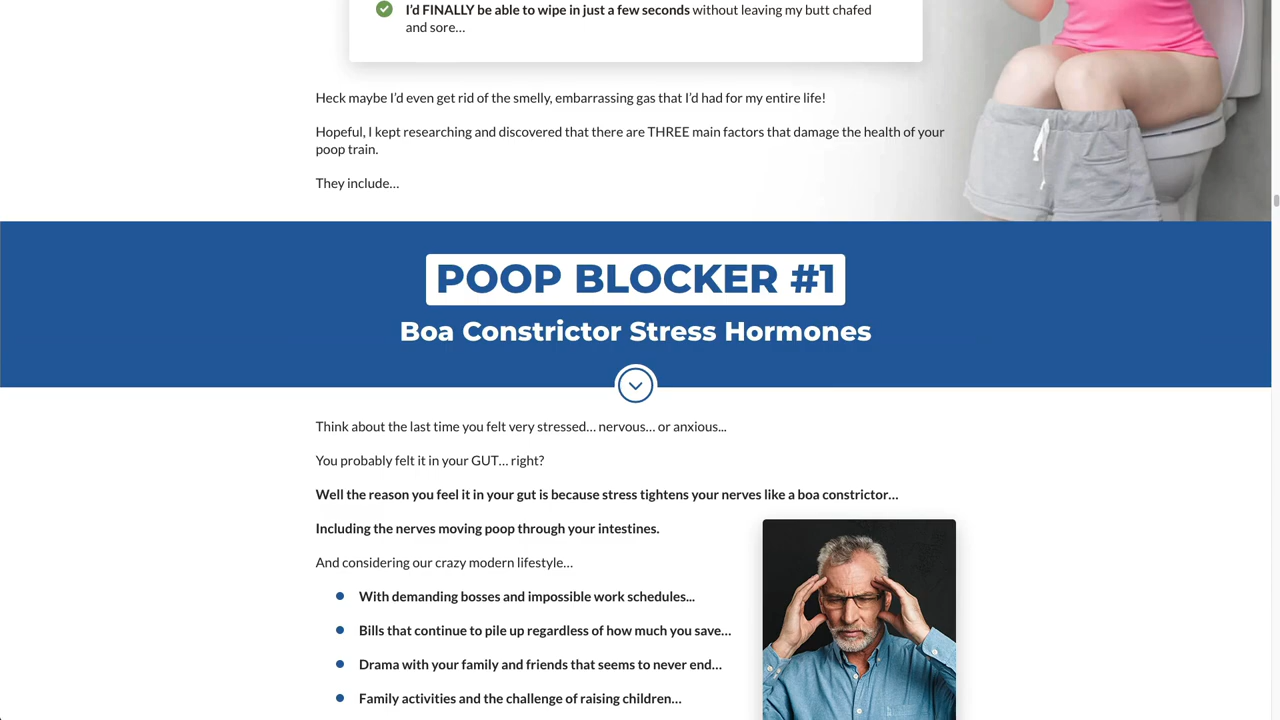 I'd FINALLY be able to wipe in just a few seconds without leaving my butt chafed
and sore...
Heck maybe I'd even get rid of the smelly, embarrassing gas that I'd had for my entire life!
Hopeful, I kept researching and discovered that there are THREE main factors that damage the health of your
poop train.
They include...
POOP BLOCKER #1
Boa Constrictor Stress Hormones
Think about the last time you felt very stressed... nervous... or anxious...
You probably felt it in your GUT... right?
Well the reason you feel it in your gut is because stress tightens your nerves like a boa constrictor...
Including the nerves moving poop through your intestines.
And considering our crazy modern lifestyle...
With demanding bosses and impossible work schedules...
Bills that continue to pile up regardless of how much you save...
Drama with your family and friends that seems to never end...
Family activities and the challenge of raising children...